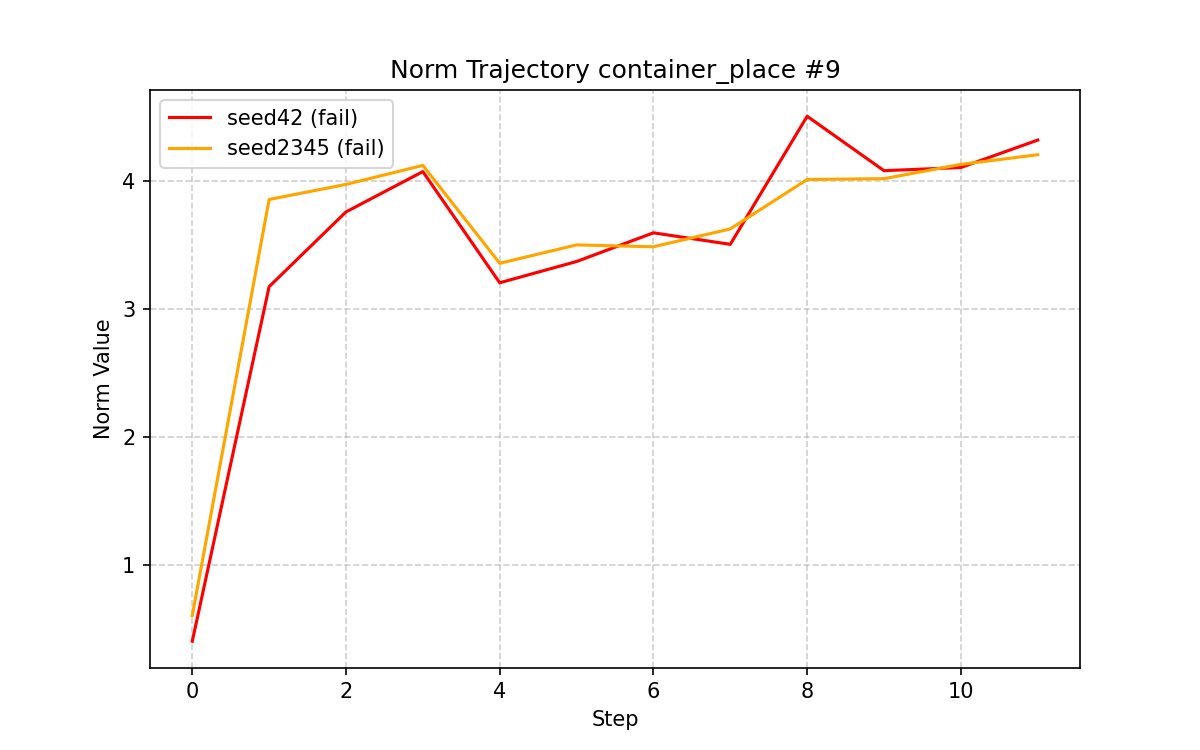 Norm Trajectory container_place #9
seed42 (fail)
seed2345 (fail)
Norm Value
4
3
2
1
0 2 4 6 8 10
Step